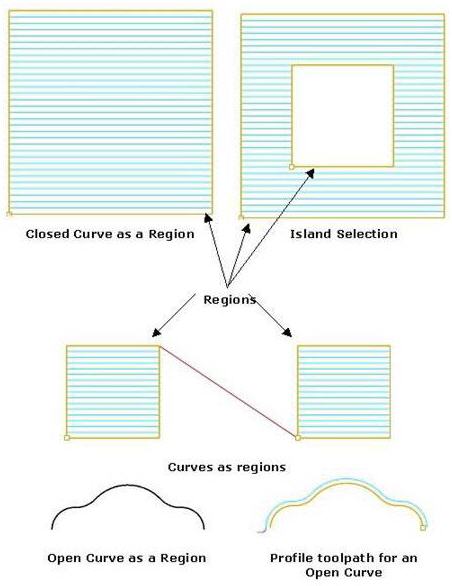 Closed Curve as a Region
Island Selection
Regions
Curves as regions
Open Curve as a Region
Profile toolpath for an
Open Curve